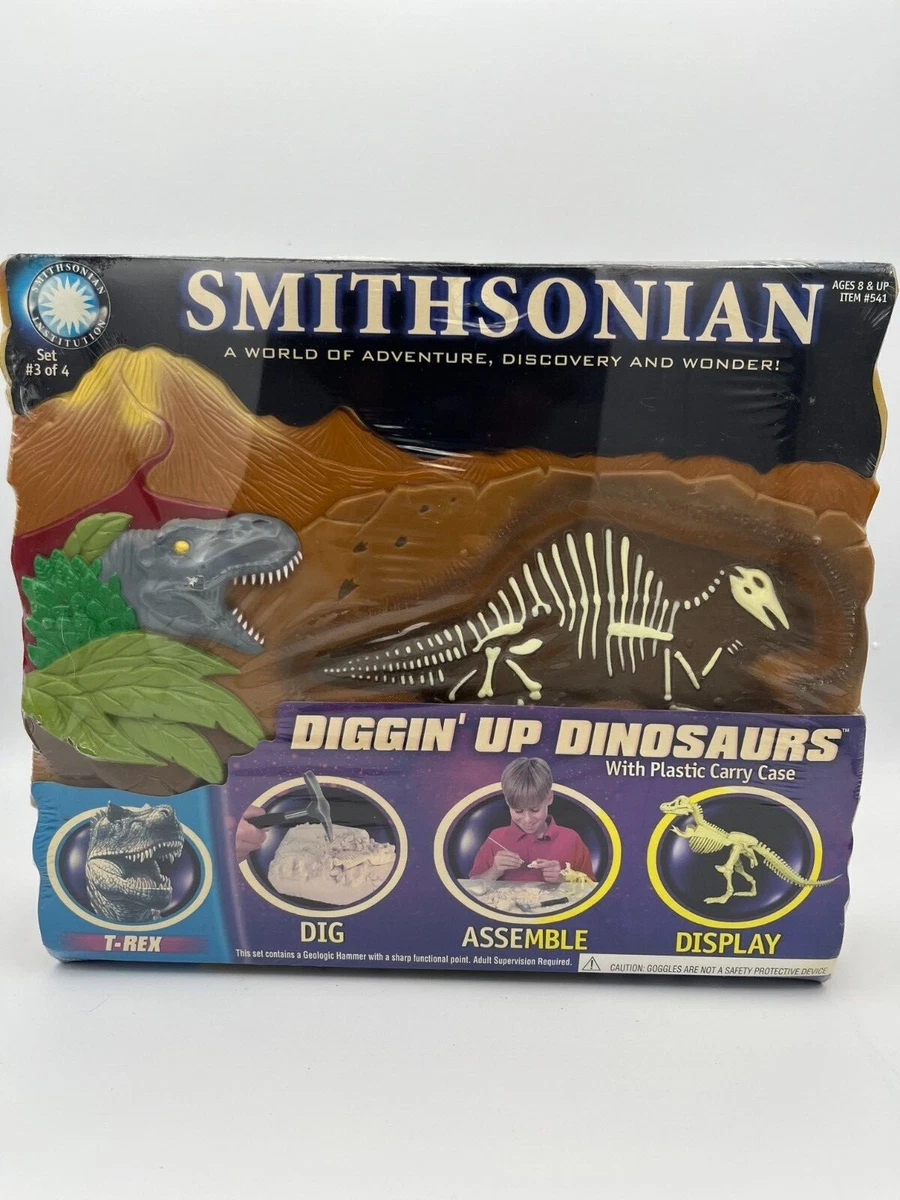 SMITHSONIAN
INSTITUTION
Set
#3 of 4
SMITHSONIAN
A WORLD OF ADVENTURE, DISCOVERY AND WONDER!
AGES 8 & UP
ITEM #541
DIGGIN' UP DINOSAURS™
With Plastic Carry Case
T-REX
DIG
ASSEMBLE
DISPLAY
This set contains a Geologic Hammer with a sharp functional point. Adult Supervision Required.
CAUTION: GOGGLES ARE NOT A SAFETY PROTECTIVE DEVICE